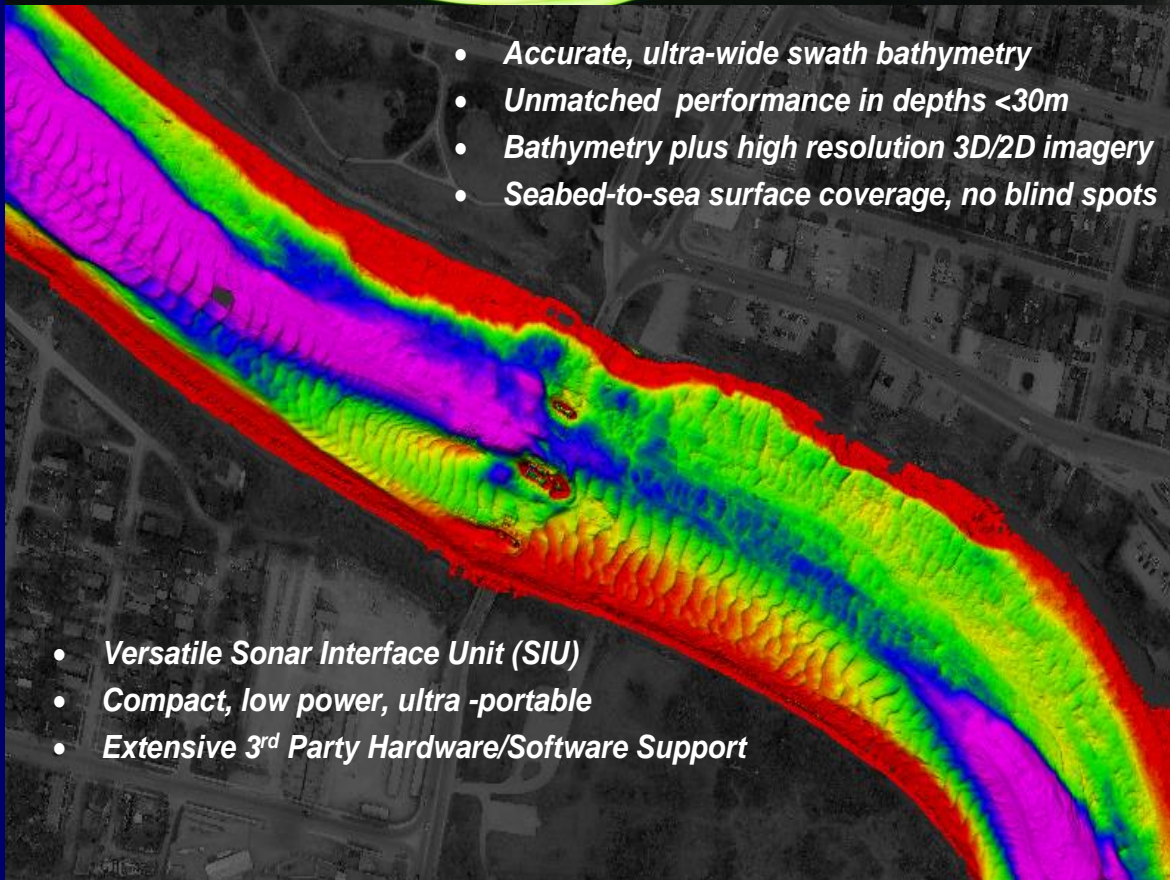 • Accurate, ultra-wide swath bathymetry
• Unmatched  performance in depths <30m
• Bathymetry plus high resolution 3D/2D imagery
• Seabed-to-sea surface coverage, no blind spots
• Versatile Sonar Interface Unit (SIU)
• Compact, low power, ultra -portable
• Extensive 3rd Party Hardware/Software Support